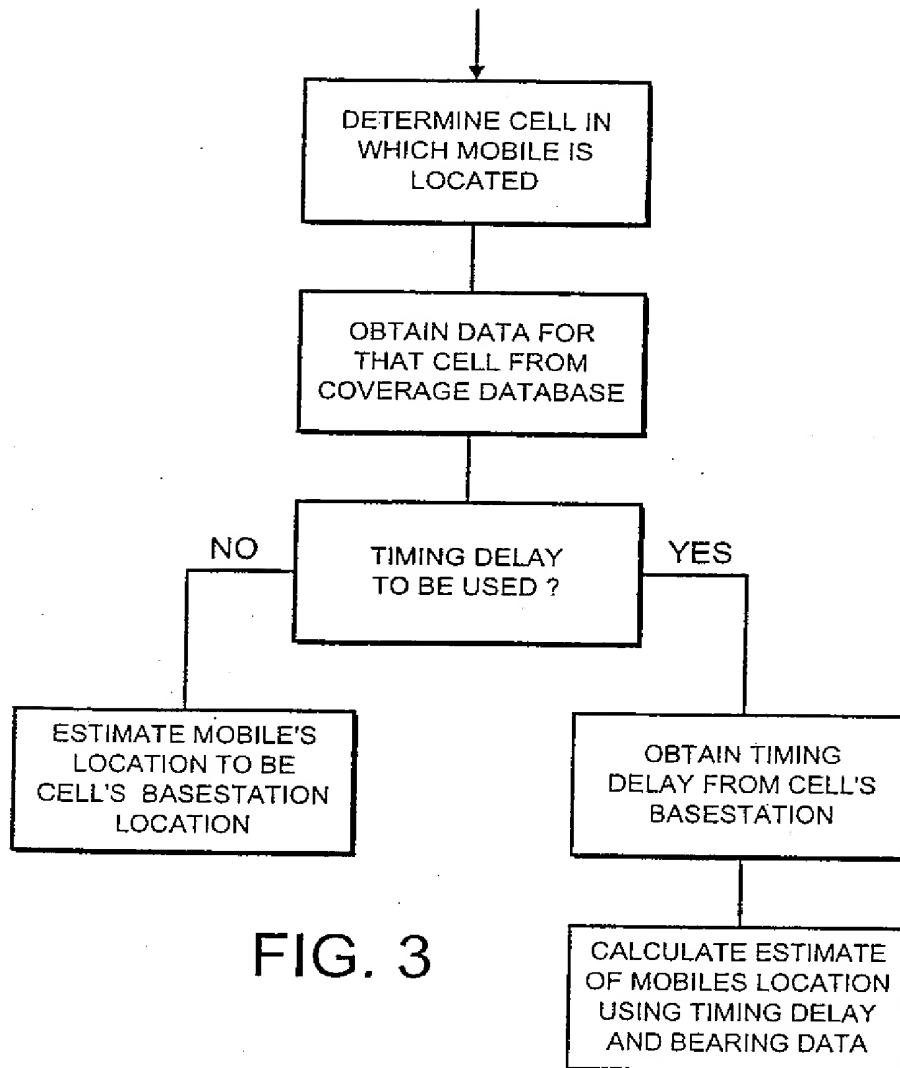 DETERMINE CELL IN
WHICH MOBILE IS
LOCATED
OBTAIN DATA FOR
THAT CELL FROM
COVERAGE DATABASE
NO
TIMING DELAY
TO BE USED ?
YES
ESTIMATE MOBILE'S
LOCATION TO BE
CELL'S BASESTATION
LOCATION
OBTAIN TIMING
DELAY FROM CELL'S
BASESTATION
CALCULATE ESTIMATE
OF MOBILES LOCATION
USING TIMING DELAY
AND BEARING DATA
FIG. 3